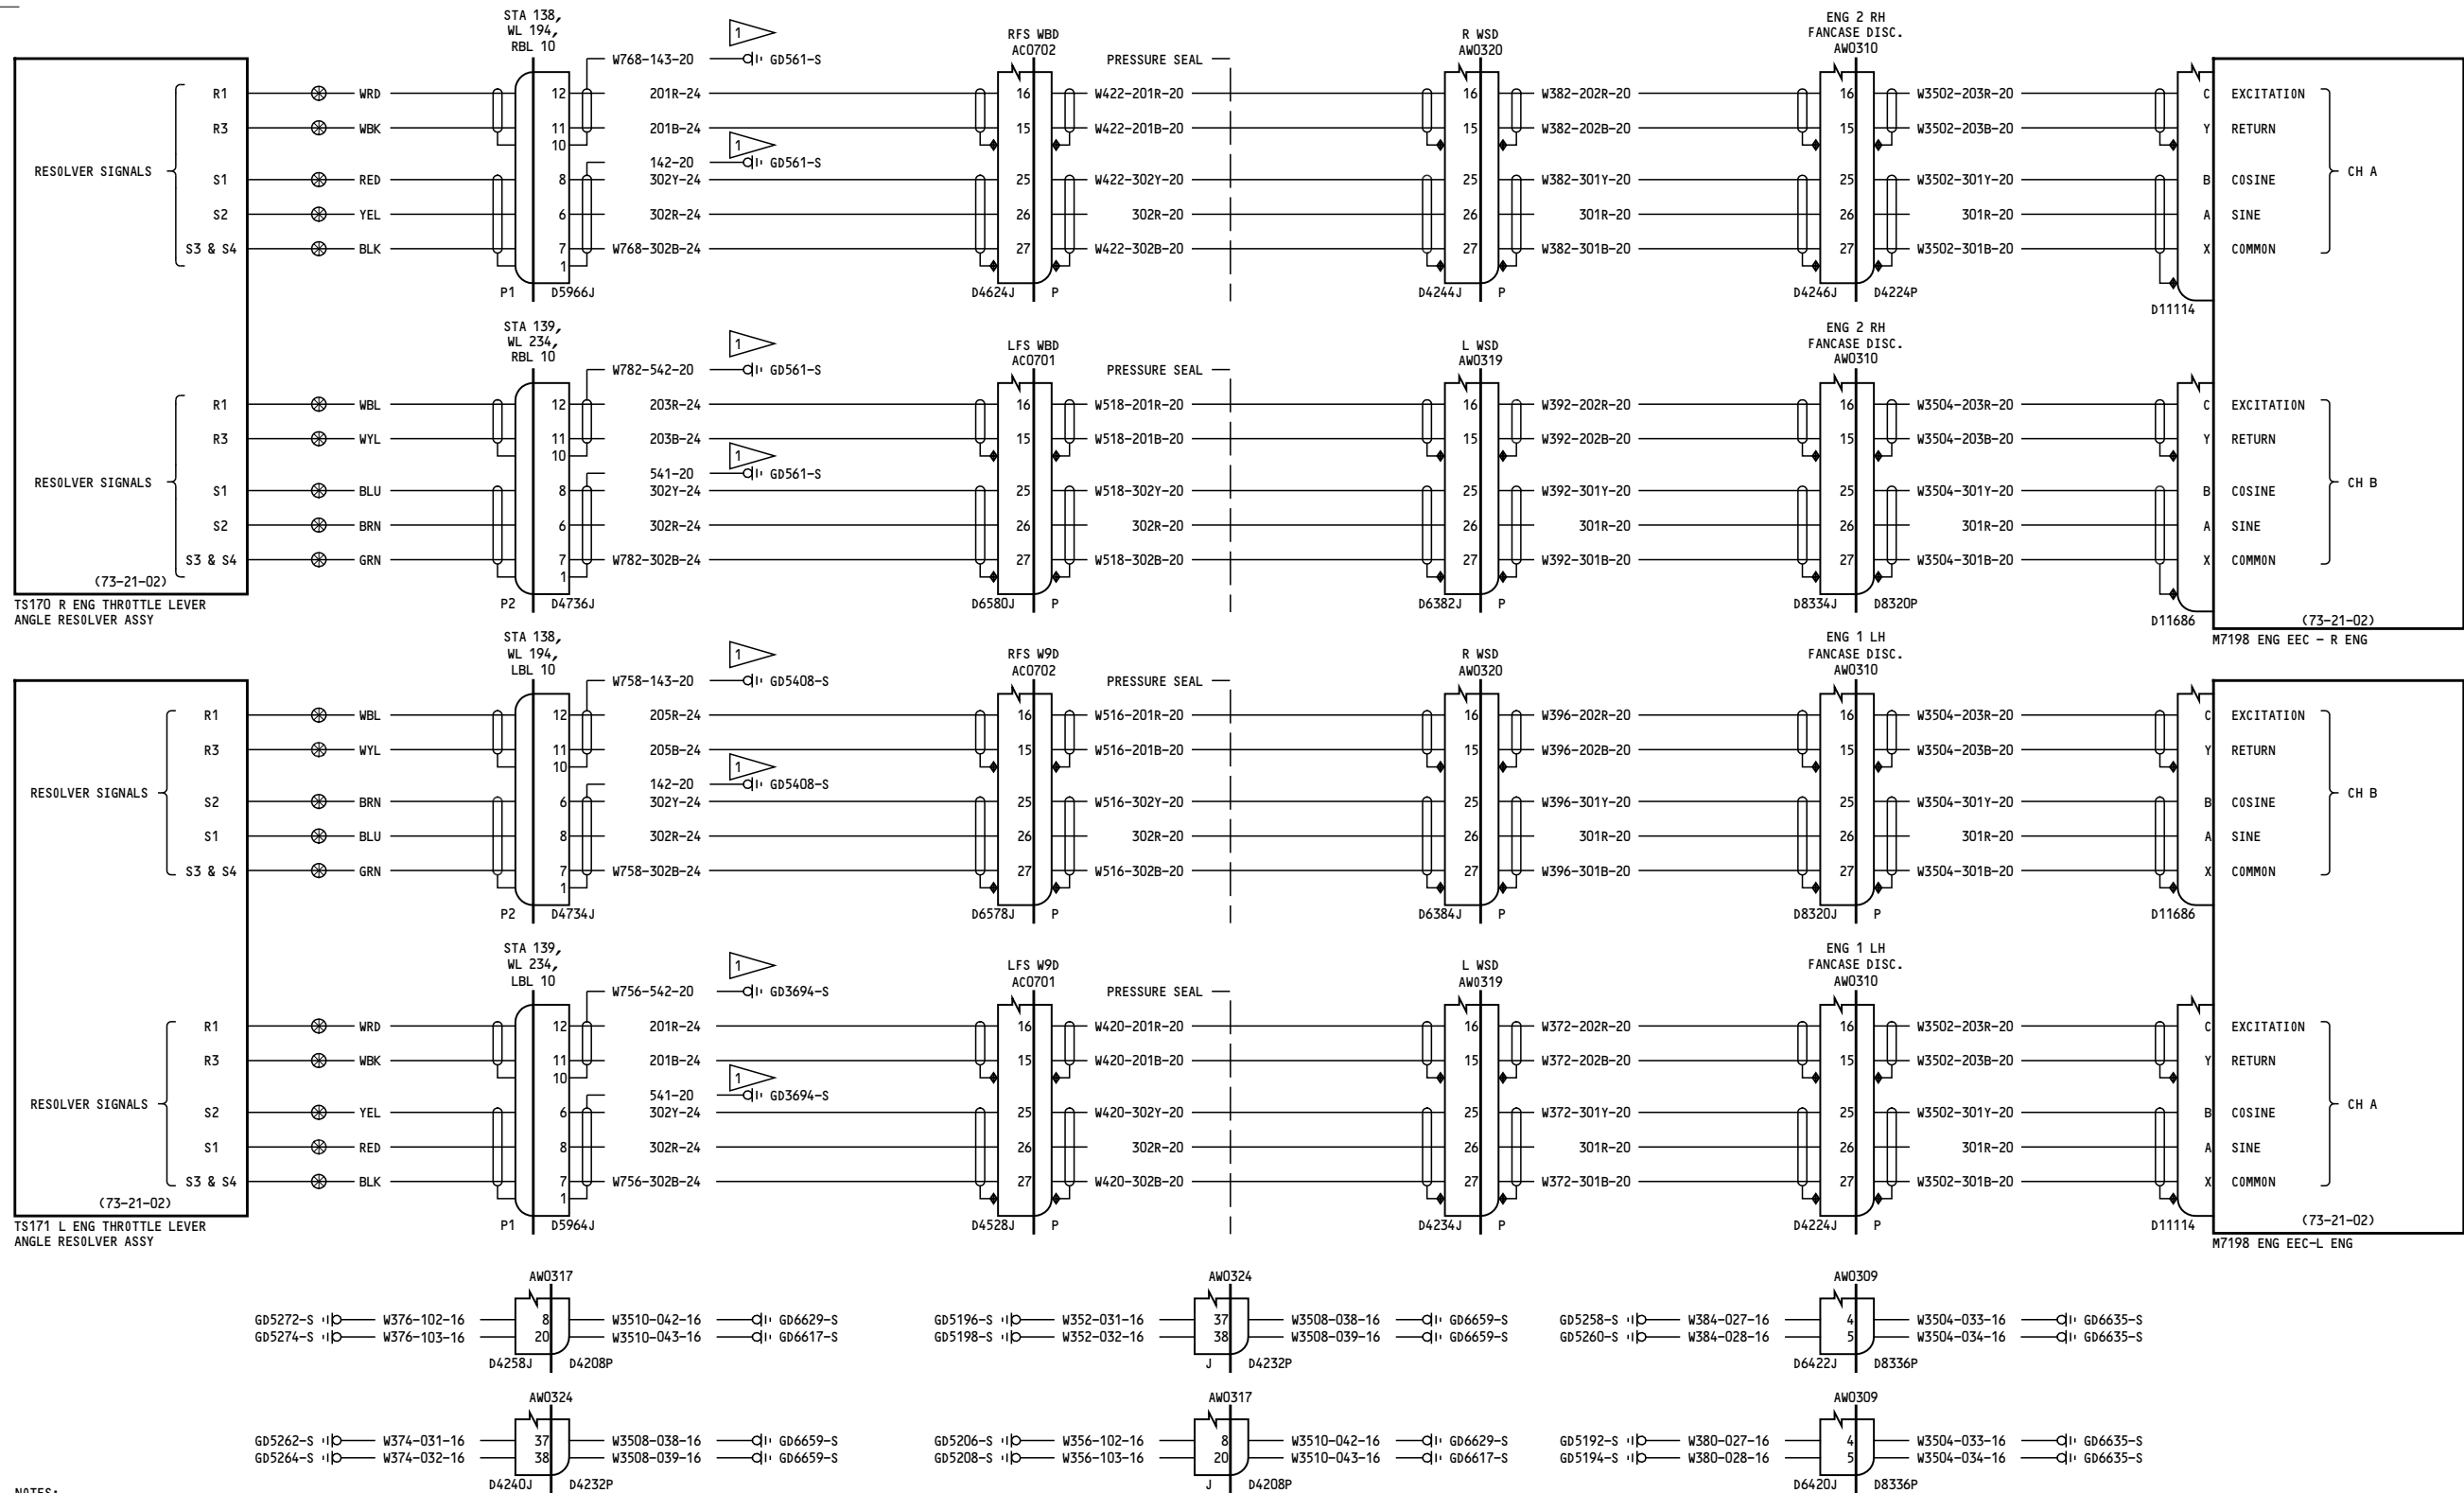 STA 138,
WL 194,
RBL 10
1
RFS WBD
AC0702
R WSD
AW0320
ENG 2 RH
FANCASE DISC.
AW0310
W768-143-20 GD561-S PRESSURE SEAL
R1 WRD 12 201R-24 16 W422-201R-20 16 W382-202R-20 16 W3502-203R-20 C EXCITATION
R3 WBK 11 201B-24 15 W422-201B-20 15 W382-202B-20 15 W3502-203B-20 Y RETURN
10 1
142-20 GD561-S
RESOLVER SIGNALS CH A
S1 RED 8 302Y-24 25 W422-302Y-20 25 W382-301Y-20 25 W3502-301Y-20 B COSINE
S2 YEL 6 302R-24 26 302R-20 26 301R-20 26 301R-20 A SINE
S3 & S4 BLK 7 W768-302B-24 27 W422-302B-20 27 W382-301B-20 27 W3502-301B-20 X COMMON
1
P1 D5966J D4624J P D4244J P D4246J D4224P D11114
STA 139,
WL 234,
RBL 10
1
LFS WBD
AC0701
L WSD
AW0319
ENG 2 RH
FANCASE DISC.
AW0310
W782-542-20 GD561-S PRESSURE SEAL
R1 WBL 12 203R-24 16 W518-201R-20 16 W392-202R-20 16 W3504-203R-20 C EXCITATION
R3 WYL 11 203B-24 15 W518-201B-20 15 W392-202B-20 15 W3504-203B-20 Y RETURN
10 1
541-20 GD561-S
RESOLVER SIGNALS CH B
S1 BLU 8 302Y-24 25 W518-302Y-20 25 W392-301Y-20 25 W3504-301Y-20 B COSINE
S2 BRN 6 302R-24 26 302R-20 26 301R-20 26 301R-20 A SINE
S3 & S4 GRN 7 W782-302B-24 27 W518-302B-20 27 W392-301B-20 27 W3504-301B-20 X COMMON
(73-21-02) 1
P2 D4736J D6580J P D6382J P D8334J D8320P D11686 (73-21-02)
TS170 R ENG THROTTLE LEVER
ANGLE RESOLVER ASSY
M7198 ENG EEC - R ENG
STA 138,
WL 194,
LBL 10
1
RFS W9D
AC0702
R WSD
AW0320
ENG 1 LH
FANCASE DISC.
AW0310
W758-143-20 GD5408-S PRESSURE SEAL
R1 WBL 12 205R-24 16 W516-201R-20 16 W396-202R-20 16 W3504-203R-20 C EXCITATION
R3 WYL 11 205B-24 15 W516-201B-20 15 W396-202B-20 15 W3504-203B-20 Y RETURN
10 1
142-20 GD5408-S
RESOLVER SIGNALS CH B
S2 BRN 6 302Y-24 25 W516-302Y-20 25 W396-301Y-20 25 W3504-301Y-20 B COSINE
S1 BLU 8 302R-24 26 302R-20 26 301R-20 26 301R-20 A SINE
S3 & S4 GRN 7 W758-302B-24 27 W516-302B-20 27 W396-301B-20 27 W3504-301B-20 X COMMON
1
P2 D4734J D6578J P D6384J P D8320J P D11686
STA 139,
WL 234,
LBL 10
1
LFS W9D
AC0701
L WSD
AW0319
ENG 1 LH
FANCASE DISC.
AW0310
W756-542-20 GD3694-S PRESSURE SEAL
R1 WRD 12 201R-24 16 W420-201R-20 16 W372-202R-20 16 W3502-203R-20 C EXCITATION
R3 WBK 11 201B-24 15 W420-201B-20 15 W372-202B-20 15 W3502-203B-20 Y RETURN
10 1
541-20 GD3694-S
RESOLVER SIGNALS CH A
S2 YEL 6 302Y-24 25 W420-302Y-20 25 W372-301Y-20 25 W3502-301Y-20 B COSINE
S1 RED 8 302R-24 26 302R-20 26 301R-20 26 301R-20 A SINE
S3 & S4 BLK 7 W756-302B-24 27 W420-302B-20 27 W372-301B-20 27 W3502-301B-20 X COMMON
(73-21-02) 1
P1 D5964J D4528J P D4234J P D4224J P D11114 (73-21-02)
TS171 L ENG THROTTLE LEVER
ANGLE RESOLVER ASSY
M7198 ENG EEC-L ENG
AW0317 AW0324 AW0309
GD5272-S W376-102-16 8 W3510-042-16 GD6629-S GD5196-S W352-031-16 37 W3508-038-16 GD6659-S GD5258-S W384-027-16 4 W3504-033-16 GD6635-S
GD5274-S W376-103-16 20 W3510-043-16 GD6617-S GD5198-S W352-032-16 38 W3508-039-16 GD6659-S GD5260-S W384-028-16 5 W3504-034-16 GD6635-S
D4258J D4208P J D4232P D6422J D8336P
AW0324 AW0317 AW0309
GD5262-S W374-031-16 37 W3508-038-16 GD6659-S GD5206-S W356-102-16 8 W3510-042-16 GD6629-S GD5192-S W380-027-16 4 W3504-033-16 GD6635-S
GD5264-S W374-032-16 38 W3508-039-16 GD6659-S GD5208-S W356-103-16 20 W3510-043-16 GD6617-S GD5194-S W380-028-16 5 W3504-034-16 GD6635-S
D4240J D4232P J D4208P D6420J D8336P
NOTES: